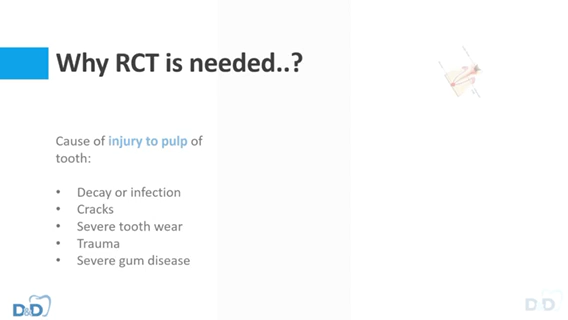 Why RCT is needed..?
Cause of injury to pulp of
tooth:
• Decay or infection
• Cracks
• Severe tooth wear
• Trauma
• Severe gum disease
D&D
D&D